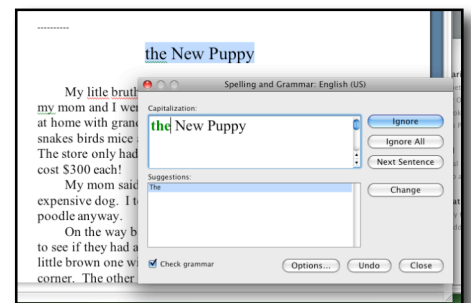 ----------
the New Puppy
My litle bruth
my mom and I wer
at home with gran
snakes birds mice
The store only had
cost $300 each!
My mom said
expensive dog. I t
poodle anyway.
On the way b
to see if they had a
little brown one wi
corner. The other
Spelling and Grammar: English (US)
Capitalization:
the New Puppy
Ignore
Ignore All
Next Sentence
Suggestions:
The
Change
Check grammar
Options...
Undo
Close